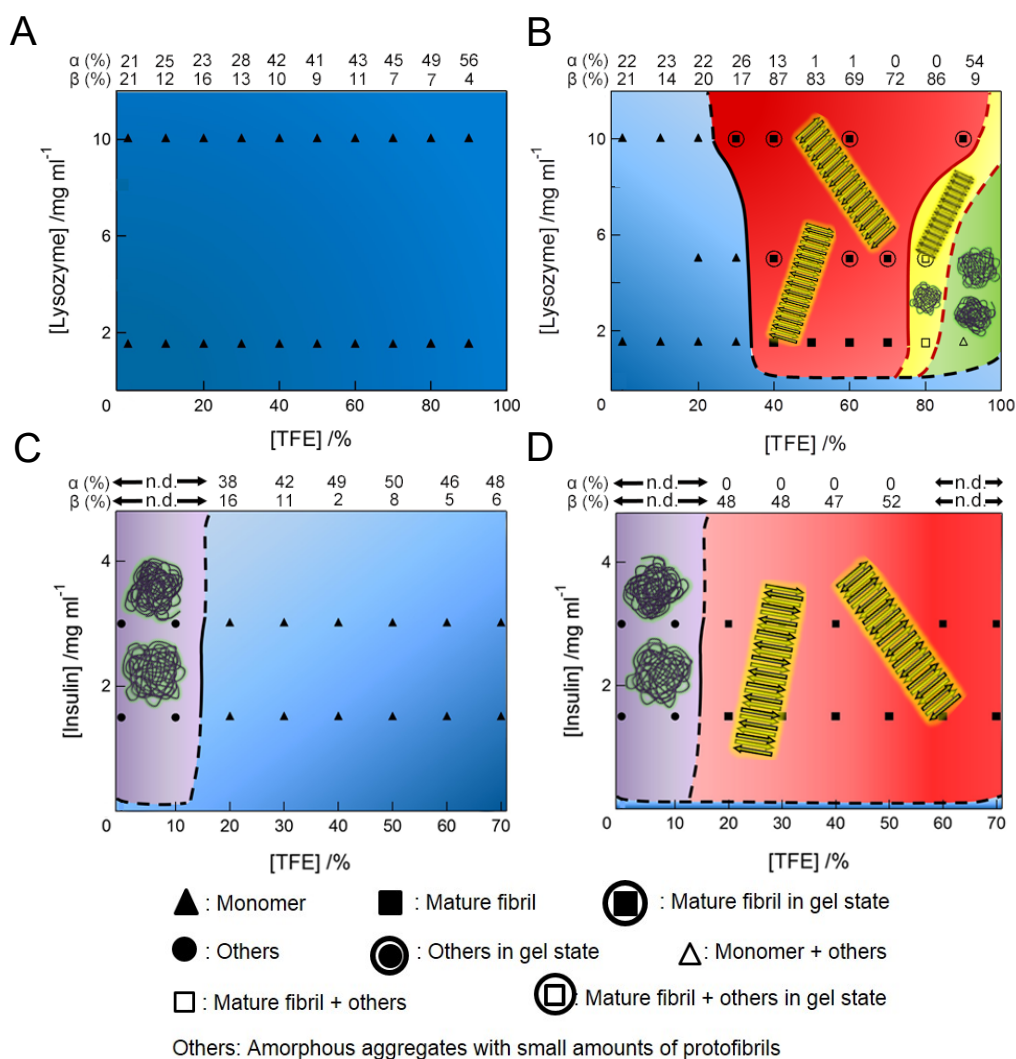 A
α (%) 21 25 23 28 42 41 43 45 49 56
β (%) 21 12 16 13 10 9 11 7 7 4
[Lysozyme] /mg ml⁻¹
10
6
2
0 20 40 60 80 100
[TFE] /%
B
α (%) 22 23 22 26 13 1 1 0 0 54
β (%) 21 14 20 17 87 83 69 72 86 9
[Lysozyme] /mg ml⁻¹
10
6
2
0 20 40 60 80 100
[TFE] /%
C
α (%) n.d. 38 42 49 50 46 48
β (%) n.d. 16 11 2 8 5 6
[Insulin] /mg ml⁻¹
4
2
0 10 20 30 40 50 60 70
[TFE] /%
D
α (%) n.d. 0 0 0 0 n.d.
β (%) n.d. 48 48 47 52 n.d.
[Insulin] /mg ml⁻¹
4
2
0 10 20 30 40 50 60 70
[TFE] /%
: Monomer : Mature fibril : Mature fibril in gel state
: Others : Others in gel state : Monomer + others
: Mature fibril + others : Mature fibril + others in gel state
Others: Amorphous aggregates with small amounts of protofibrils